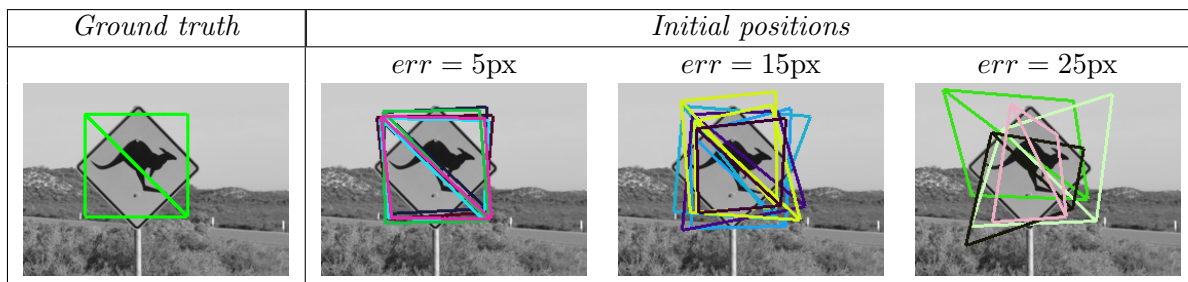 Ground truth
Initial positions
err = 5px
err = 15px
err = 25px